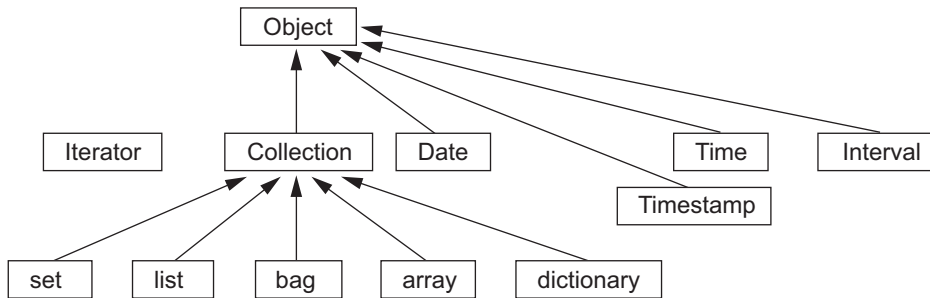 Object
Iterator Collection Date Time Interval
Timestamp
set list bag array dictionary